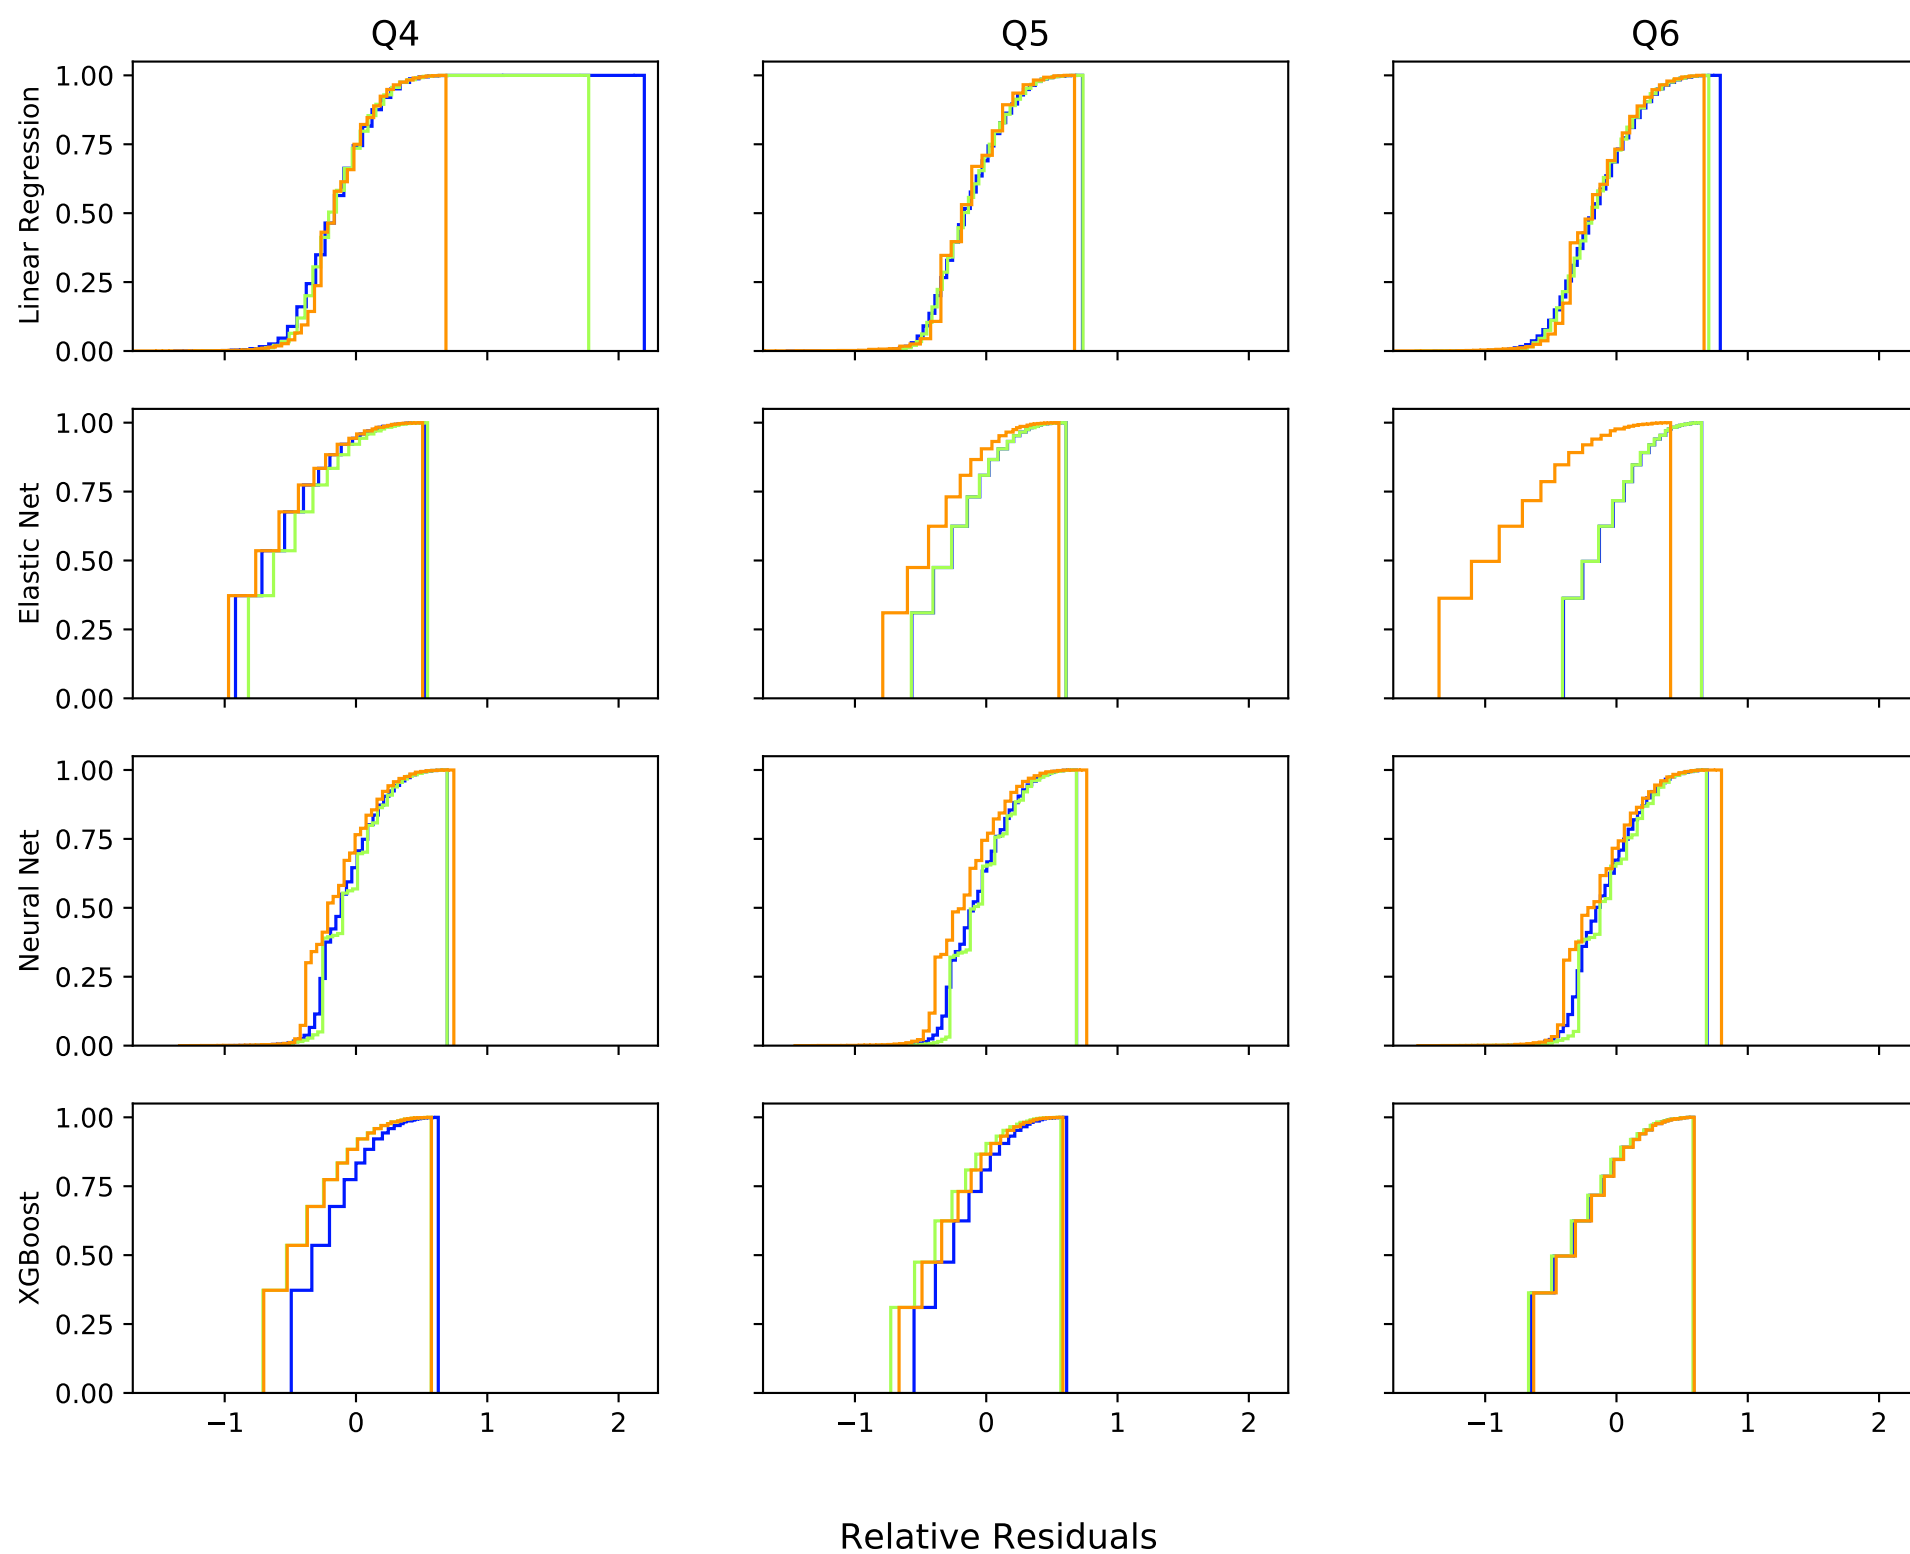 Q4 Q5 Q6
Linear Regression
1.00
0.75
0.50
0.25
0.00
Elastic Net
1.00
0.75
0.50
0.25
0.00
Neural Net
1.00
0.75
0.50
0.25
0.00
XGBoost
1.00
0.75
0.50
0.25
0.00
−1 0 1 2 −1 0 1 2 −1 0 1 2
Relative Residuals